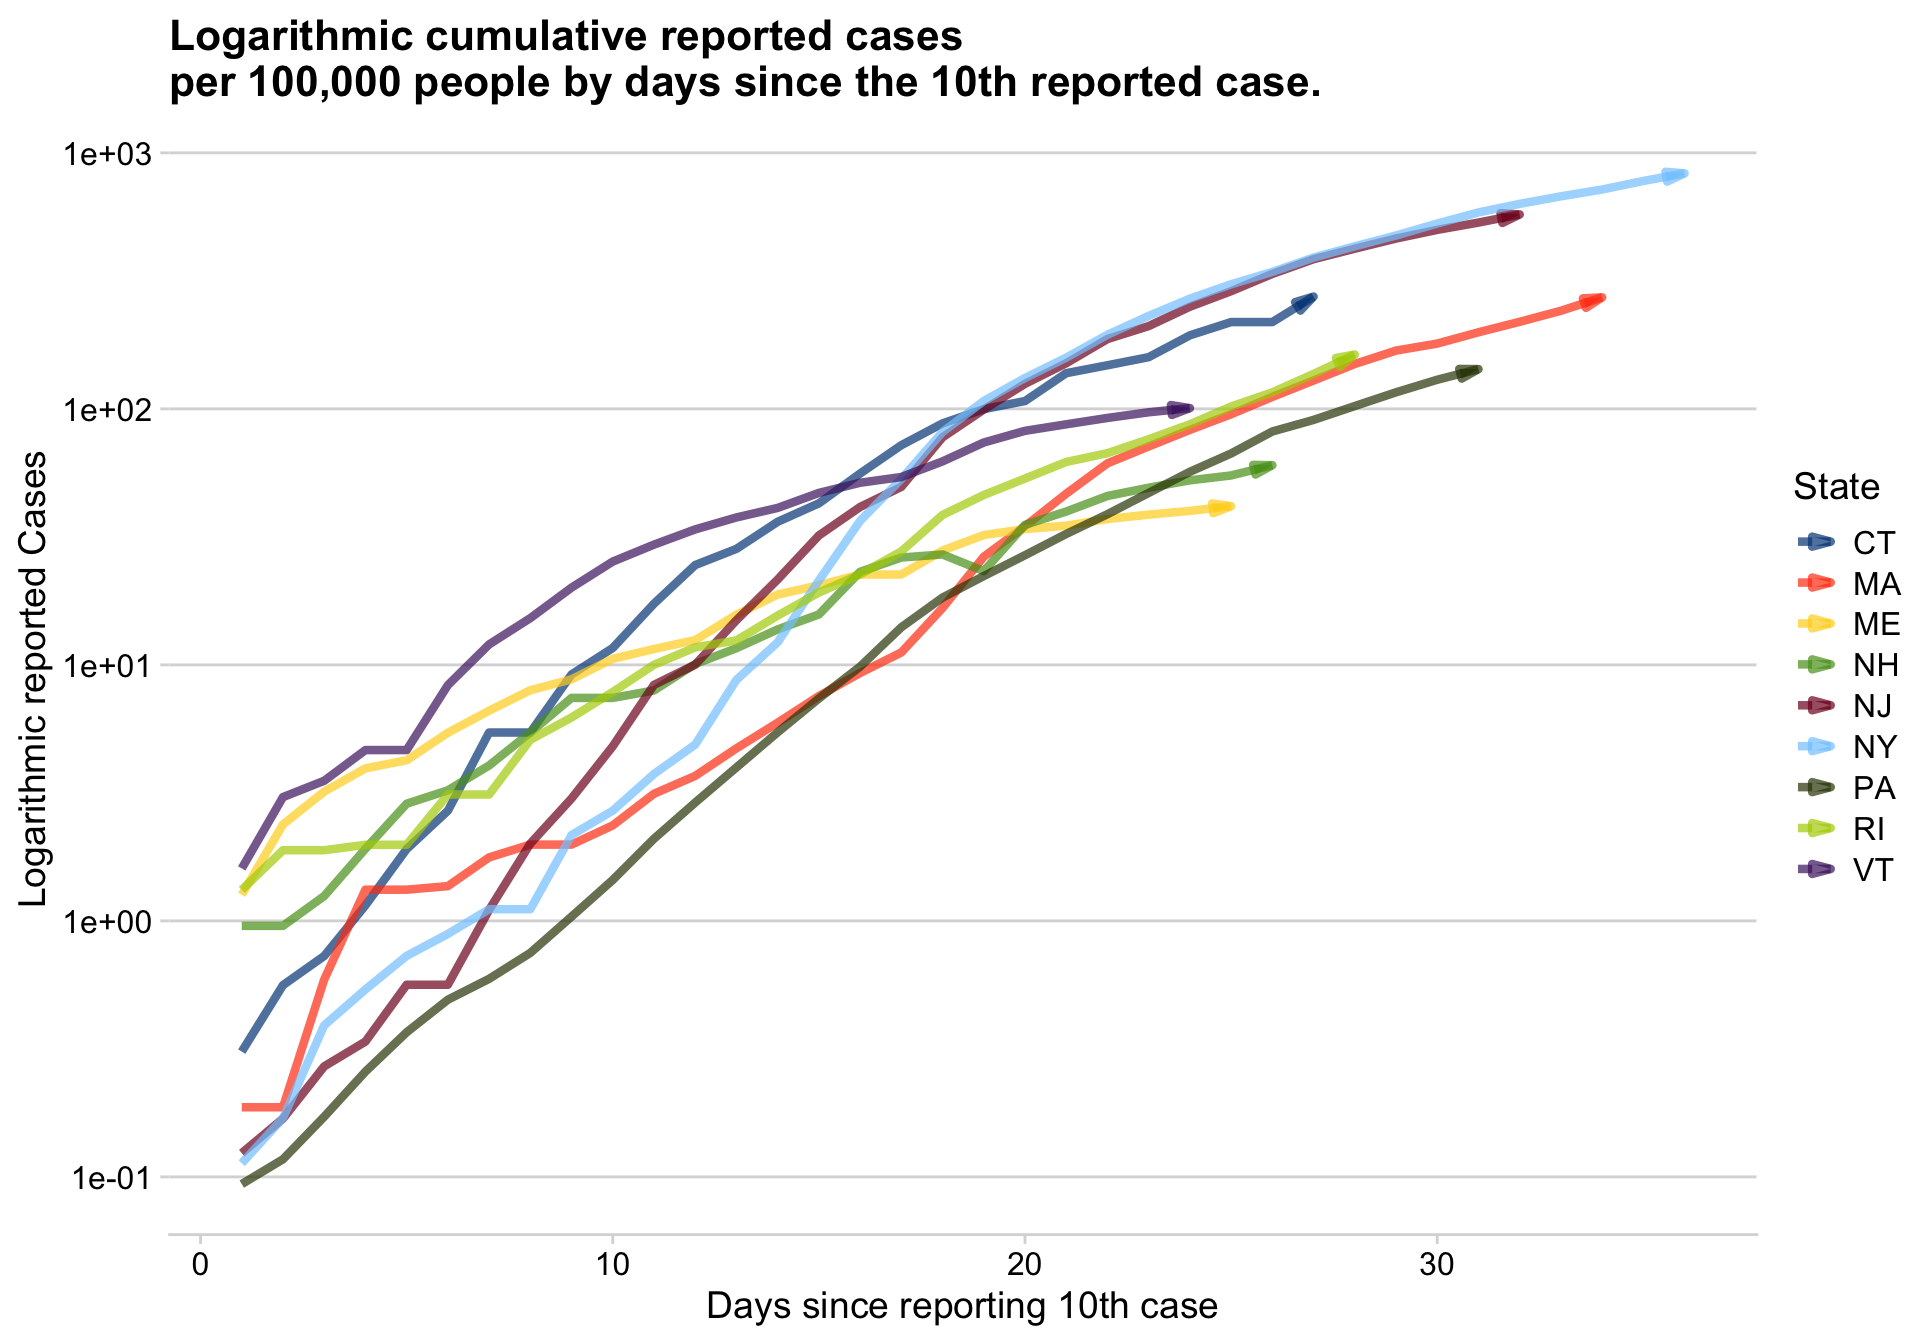 Logarithmic cumulative reported cases
per 100,000 people by days since the 10th reported case.
1e+03
1e+02
1e+01
1e+00
1e-01
Logarithmic reported Cases
0
10
20
30
Days since reporting 10th case
State
CT
MA
ME
NH
NJ
NY
PA
RI
VT